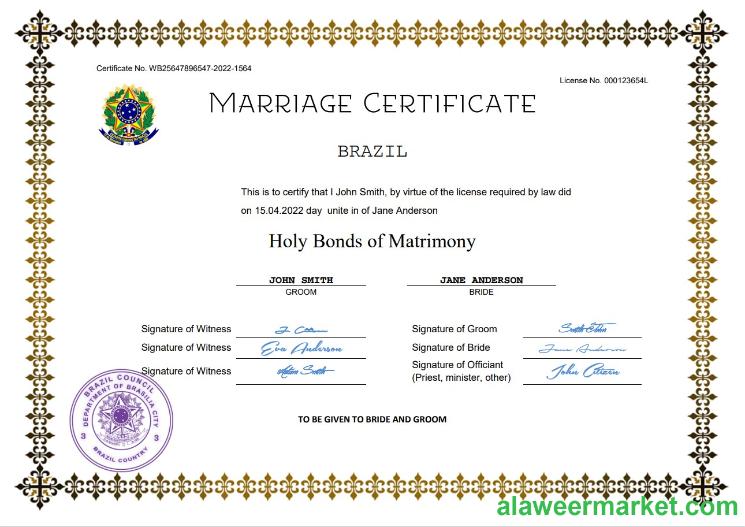 Certificate No. WB25647896547-2022-1564
License No. 000123654L
MARRIAGE CERTIFICATE
BRAZIL
This is to certify that I John Smith, by virtue of the license required by law did
on 15.04.2022 day unite in of Jane Anderson
Holy Bonds of Matrimony
JOHN SMITH
GROOM
JANE ANDERSON
BRIDE
Signature of Witness
Signature of Groom
Signature of Witness Eva Anderson
Signature of Bride Jane Anderson
Signature of Witness
Signature of Officiant
(Priest, minister, other) John Citizen
BRAZIL COUNCIL
DEPARTMENT OF BRASILIA CITY
3 3
BRAZIL COUNTRY
TO BE GIVEN TO BRIDE AND GROOM
alaweermarket.com